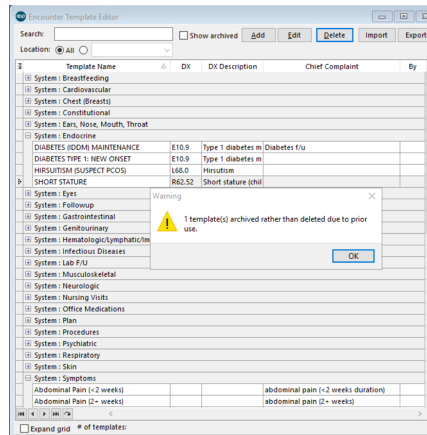 Encounter Template Editor
Search:
Show archived Add Edit Delete Import Export
Location: All
Template Name DX DX Description Chief Complaint By
System : Breastfeeding
System : Cardiovascular
System : Chest (Breasts)
System : Constitutional
System : Ears, Nose, Mouth, Throat
System : Endocrine
DIABETES (IDDM) MAINTENANCE E10.9 Type 1 diabetes m Diabetes f/u
DIABETES TYPE 1: NEW ONSET E10.9 Type 1 diabetes m
HIRSUITISM (SUSPECT PCOS) L68.0 Hirsutism
SHORT STATURE R62.52 Short stature (chil
System : Eyes
System : Followup
System : Gastrointestinal
System : Genitourinary
System : Hematologic/Lymphatic/Im
System : Infectious Diseases
System : Lab F/U
System : Musculoskeletal
System : Neurologic
System : Nursing Visits
System : Office Medications
System : Plan
System : Procedures
System : Psychiatric
System : Respiratory
System : Skin
System : Symptoms
Abdominal Pain (<2 weeks) abdominal pain (<2 weeks duration)
Abdominal Pain (2+ weeks) abdominal pain (2+ weeks)
Expand grid # of templates:
Warning
1 template(s) archived rather than deleted due to prior
use.
OK